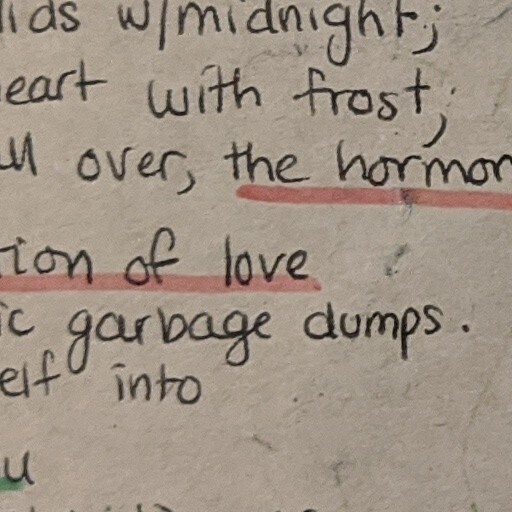 lids w/midnight;
eart with frost;
ll over, the hormon
tion of love
ic garbage dumps.
elf into
u